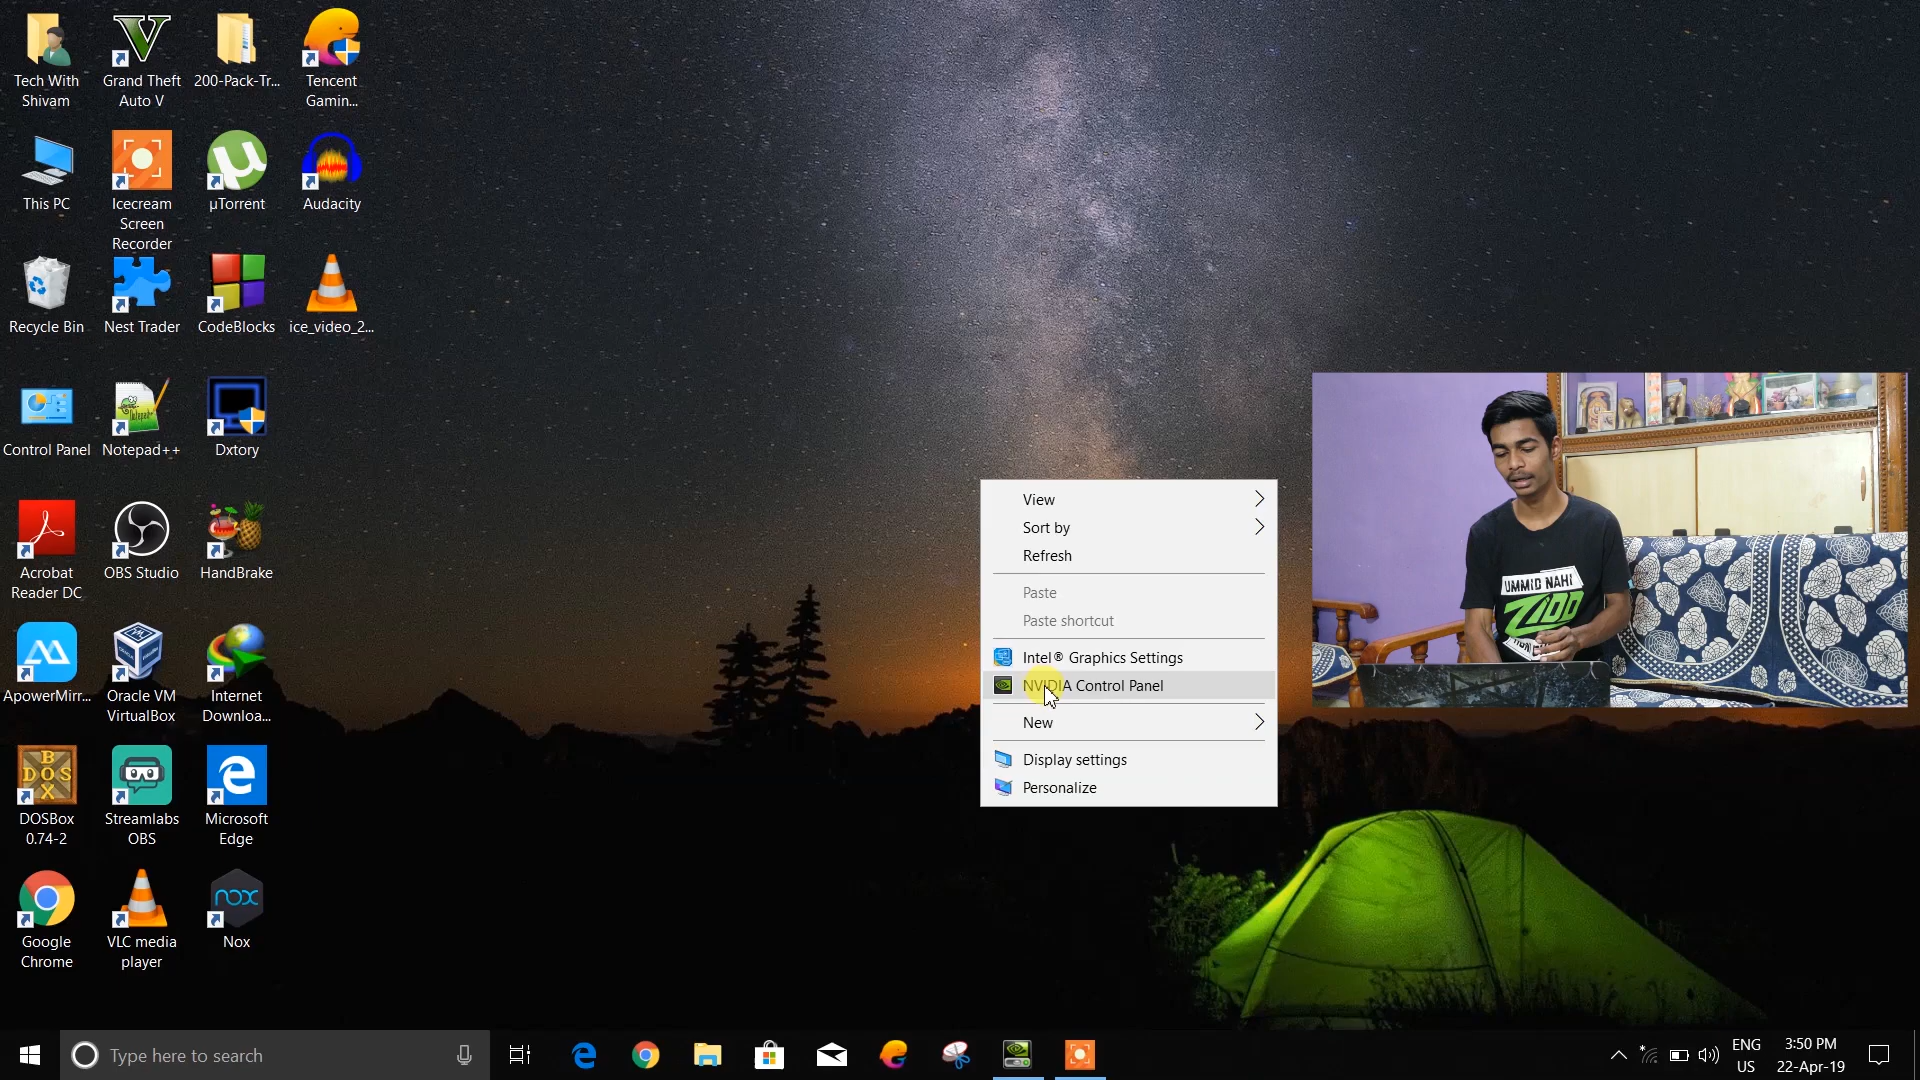 Tech With
Shivam
Grand Theft
Auto V
200-Pack-Tr...
Tencent
Gamin...
This PC
Icecream
Screen
Recorder
µTorrent
Audacity
Recycle Bin
Nest Trader
CodeBlocks
ice_video_2...
Control Panel
Notepad++
Dxtory
Acrobat
Reader DC
OBS Studio
HandBrake
ApowerMirr...
Oracle VM
VirtualBox
Internet
Downloa...
BOX
DOS
DOSBox
0.74-2
Streamlabs
OBS
Microsoft
Edge
Google
Chrome
VLC media
player
nox
Nox
View
Sort by
Refresh
Paste
Paste shortcut
Intel® Graphics Settings
NVIDIA Control Panel
New
Display settings
Personalize
UMMID NAHI
ZIDD
Type here to search
ENG
US
3:50 PM
22-Apr-19